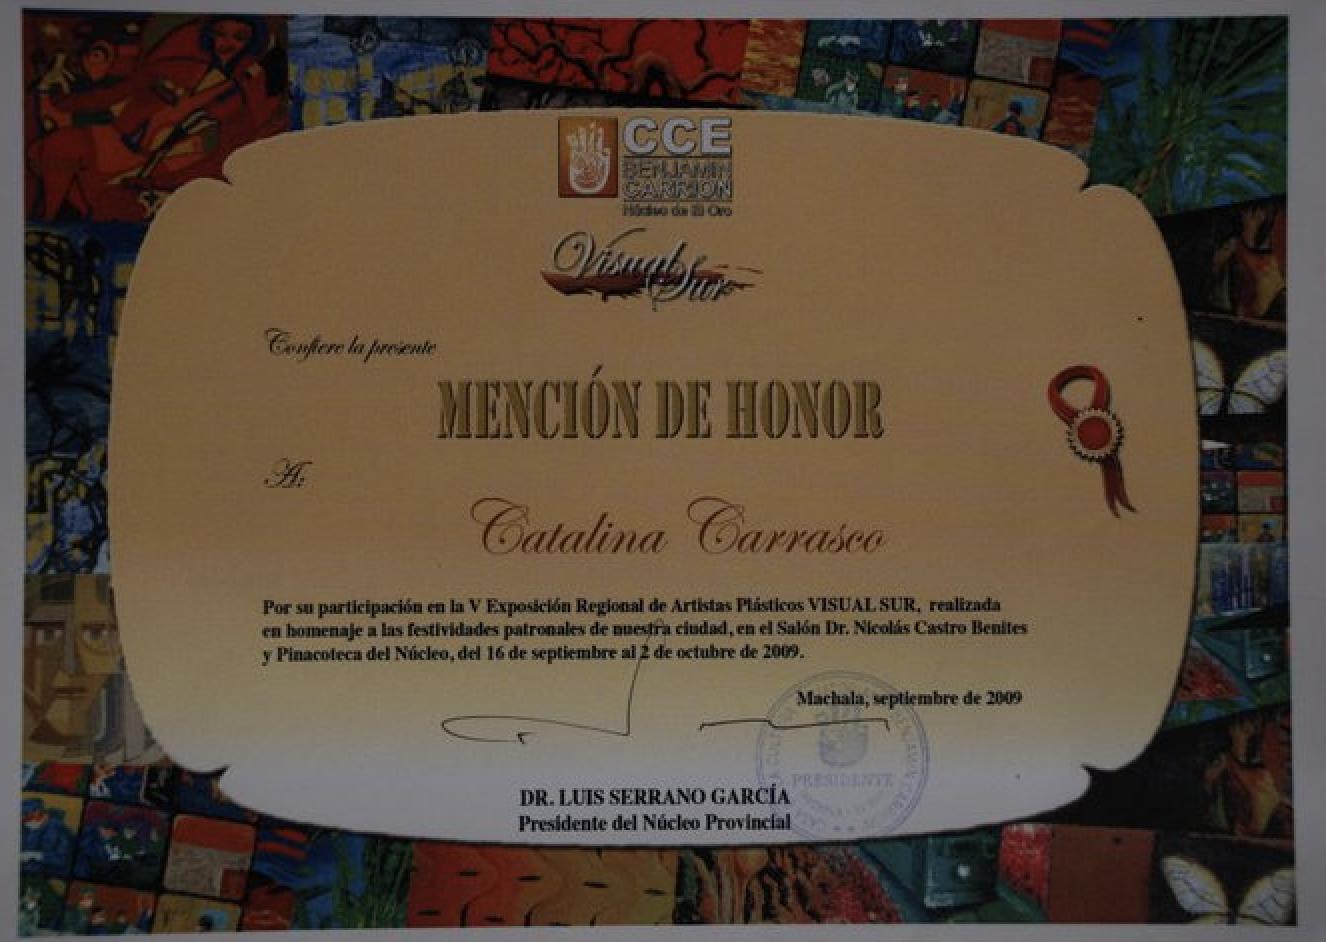 CCE
BENJAMIN
CARRION
Núcleo de El Oro
Visual Sur
Confiere la presente
MENCIÓN DE HONOR
A:
Catalina Carrasco
Por su participación en la V Exposición Regional de Artistas Plásticos VISUAL SUR, realizada
en homenaje a las festividades patronales de nuestra ciudad, en el Salón Dr. Nicolás Castro Benites
y Pinacoteca del Núcleo, del 16 de septiembre al 2 de octubre de 2009.
Machala, septiembre de 2009
PRESIDENTE
DR. LUIS SERRANO GARCÍA
Presidente del Núcleo Provincial